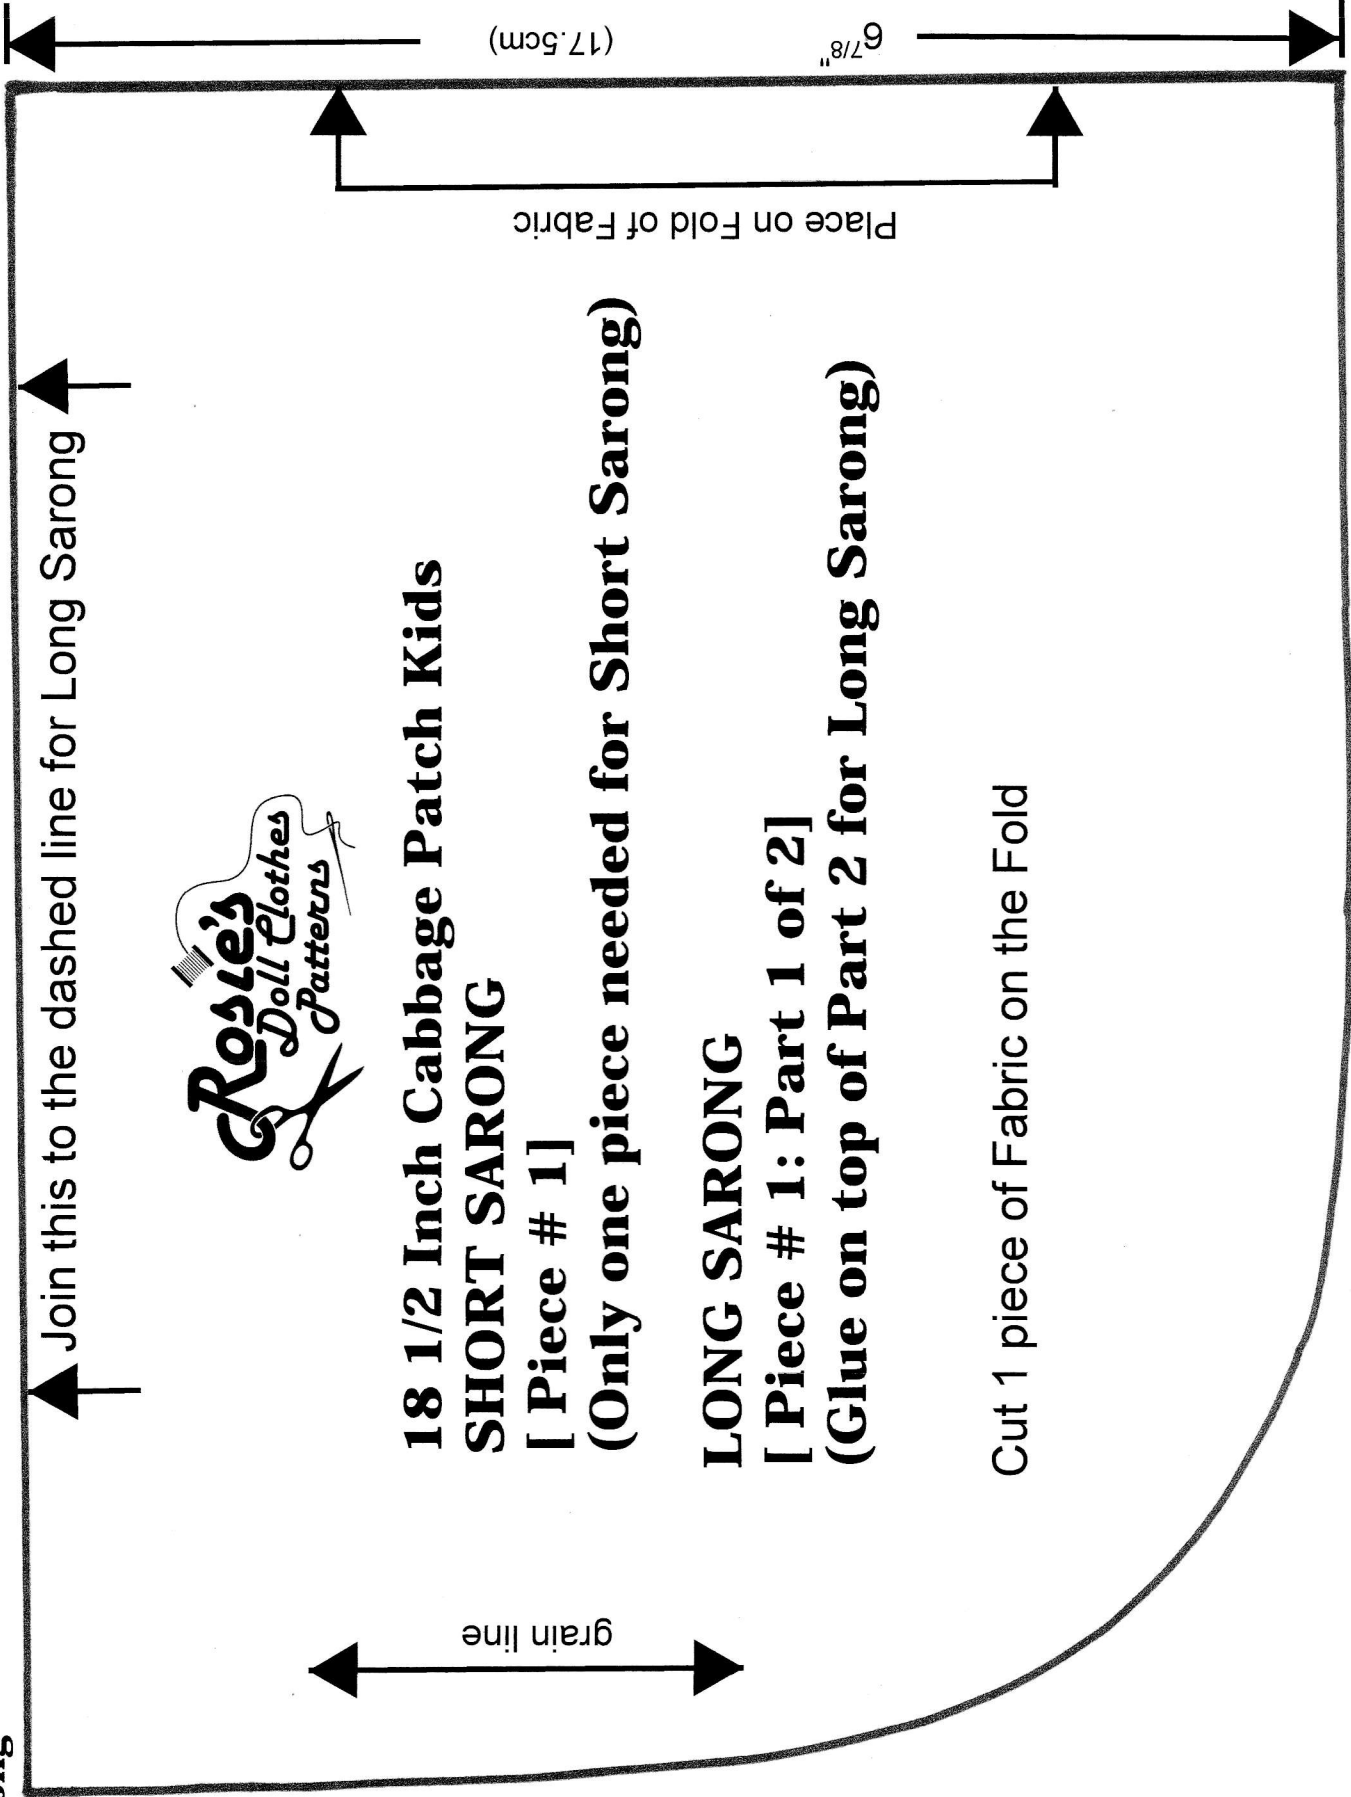 Join this to the dashed line for Long Sarong
Rosie's
Doll Clothes
Patterns
18 1/2 Inch Cabbage Patch Kids
SHORT SARONG
[ Piece # 1]
(Only one piece needed for Short Sarong)
LONG SARONG
[ Piece # 1: Part 1 of 2]
(Glue on top of Part 2 for Long Sarong)
Cut 1 piece of Fabric on the Fold
Place on Fold of Fabric
6 7/8"
(17.5cm)
grain line